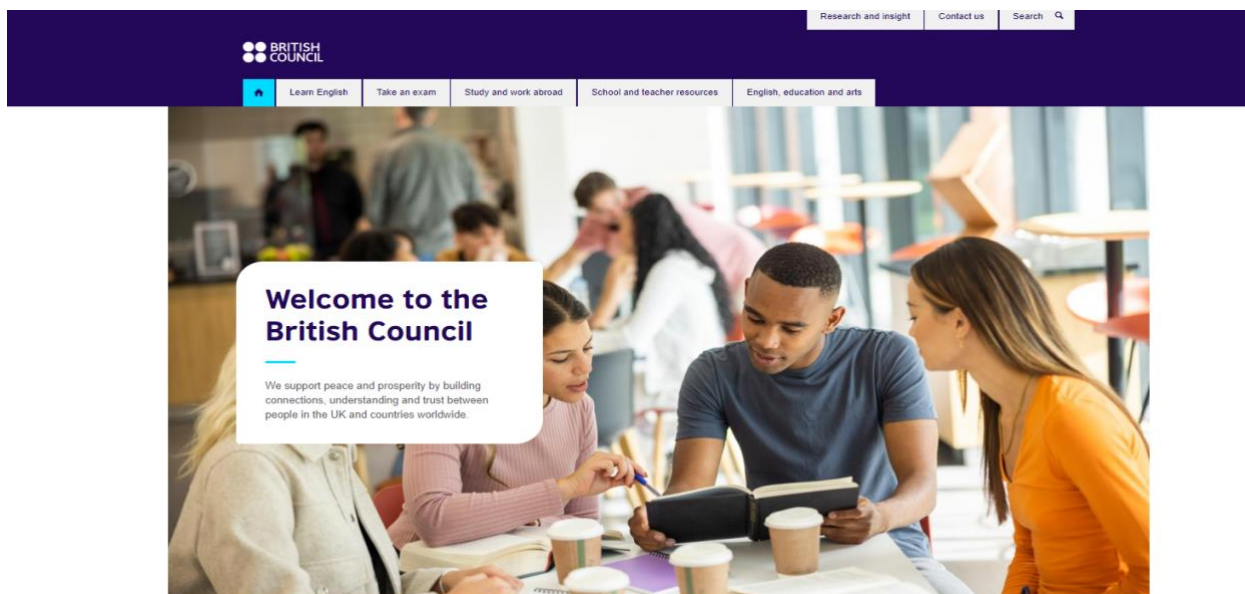 Research and insight
Contact us
Search
BRITISH
COUNCIL
Learn English
Take an exam
Study and work abroad
School and teacher resources
English, education and arts
Welcome to the
British Council
We support peace and prosperity by building
connections, understanding and trust between
people in the UK and countries worldwide.